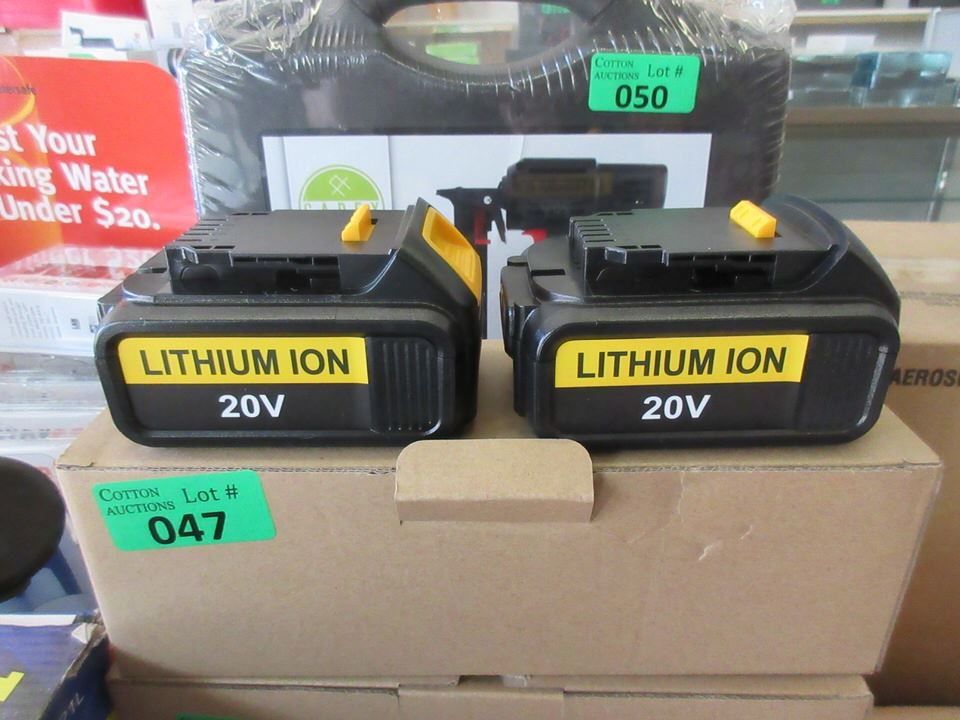 COTTON
AUCTIONS Lot #
050
st Your
king Water
Under $20.
LITHIUM ION
20V
LITHIUM ION
20V
AEROS
COTTON
AUCTIONS Lot #
047